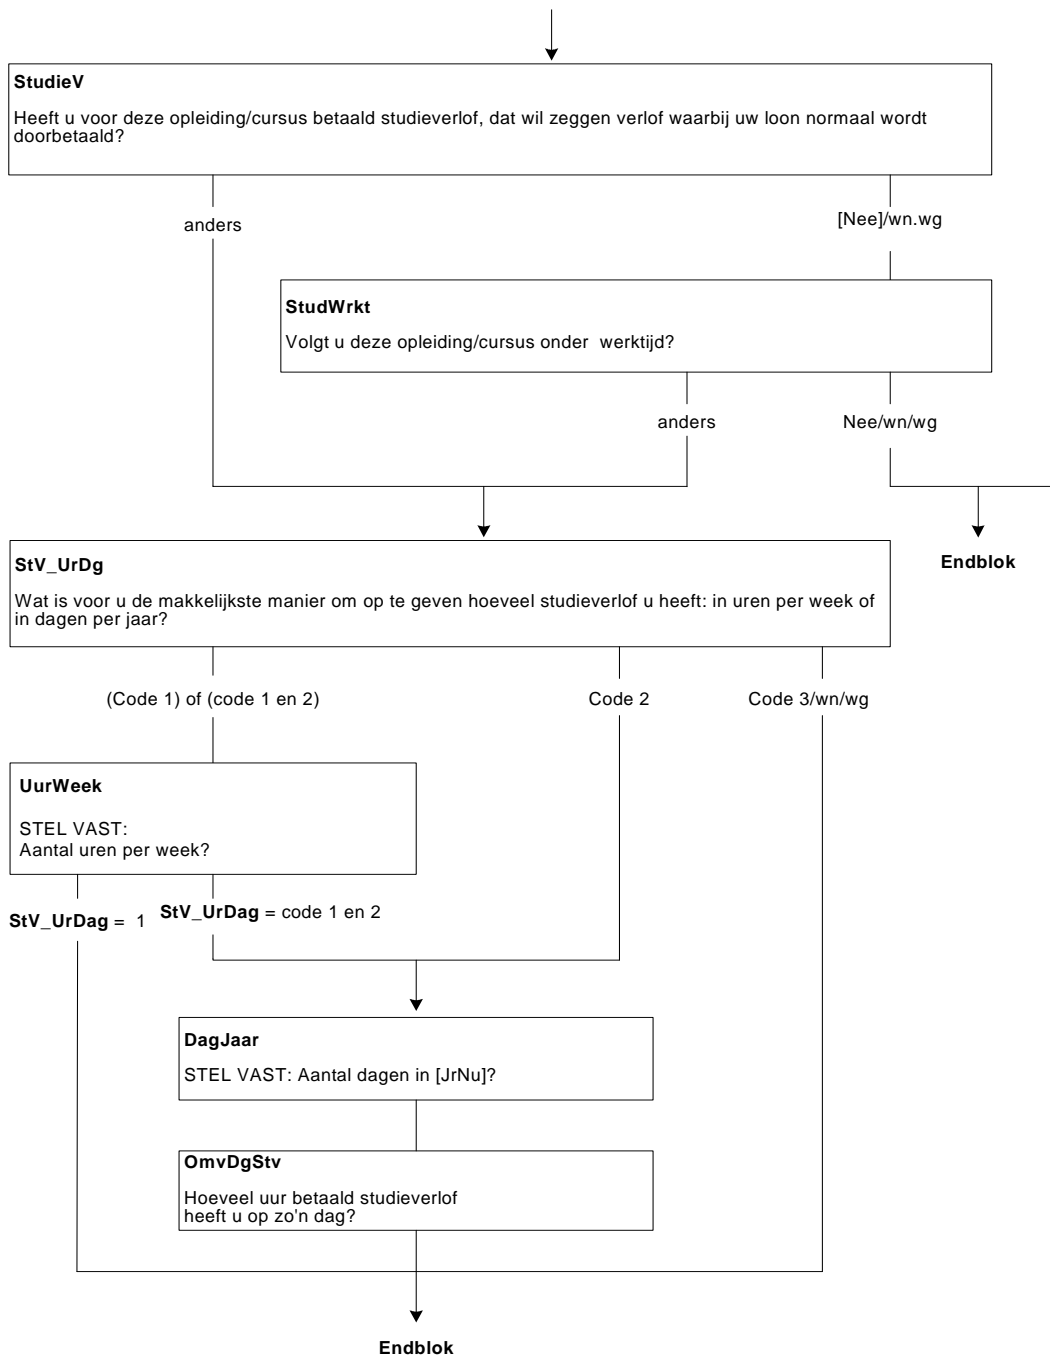 StudieV
Heeft u voor deze opleiding/cursus betaald studieverlof, dat wil zeggen verlof waarbij uw loon normaal wordt
doorbetaald?
anders
[Nee]/wn.wg
StudWrkt
Volgt u deze opleiding/cursus onder werktijd?
anders
Nee/wn/wg
Endblok
StV_UrDg
Wat is voor u de makkelijkste manier om op te geven hoeveel studieverlof u heeft: in uren per week of
in dagen per jaar?
(Code 1) of (code 1 en 2)
Code 2
Code 3/wn/wg
UurWeek
STEL VAST:
Aantal uren per week?
StV_UrDag = 1
StV_UrDag = code 1 en 2
DagJaar
STEL VAST: Aantal dagen in [JrNu]?
OmvDgStv
Hoeveel uur betaald studieverlof
heeft u op zo'n dag?
Endblok